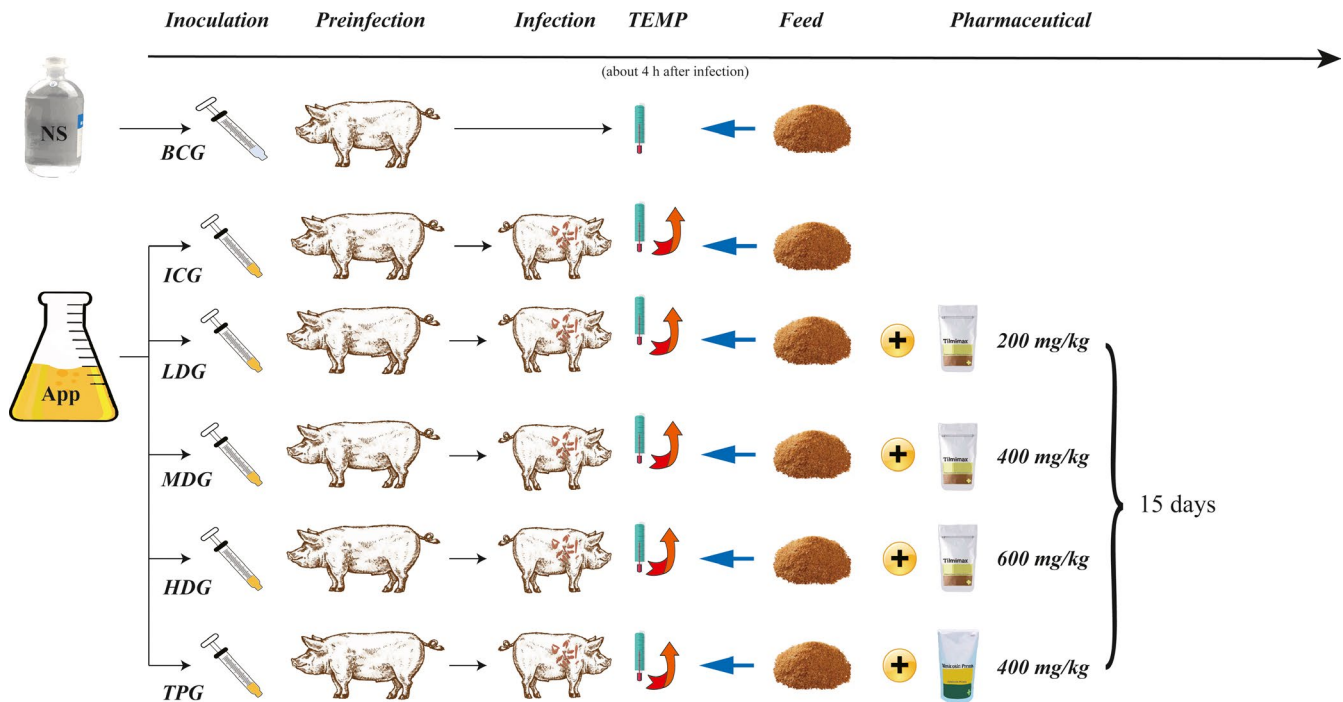 Inoculation Preinfection Infection TEMP Feed Pharmaceutical
(about 4 h after infection)
NS
BCG
ICG
App
LDG
Tilmimax
200 mg/kg
MDG
Tilmimax
400 mg/kg
15 days
HDG
Tilmimax
600 mg/kg
TPG
400 mg/kg